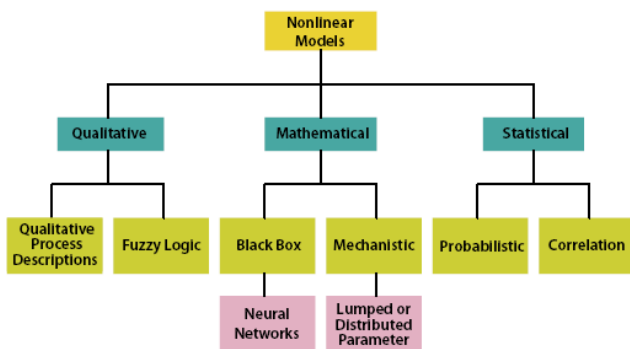 Nonlinear
Models
Qualitative
Mathematical
Statistical
Qualitative
Process
Descriptions
Fuzzy Logic
Black Box
Mechanistic
Probabilistic
Correlation
Neural
Networks
Lumped or
Distributed
Parameter